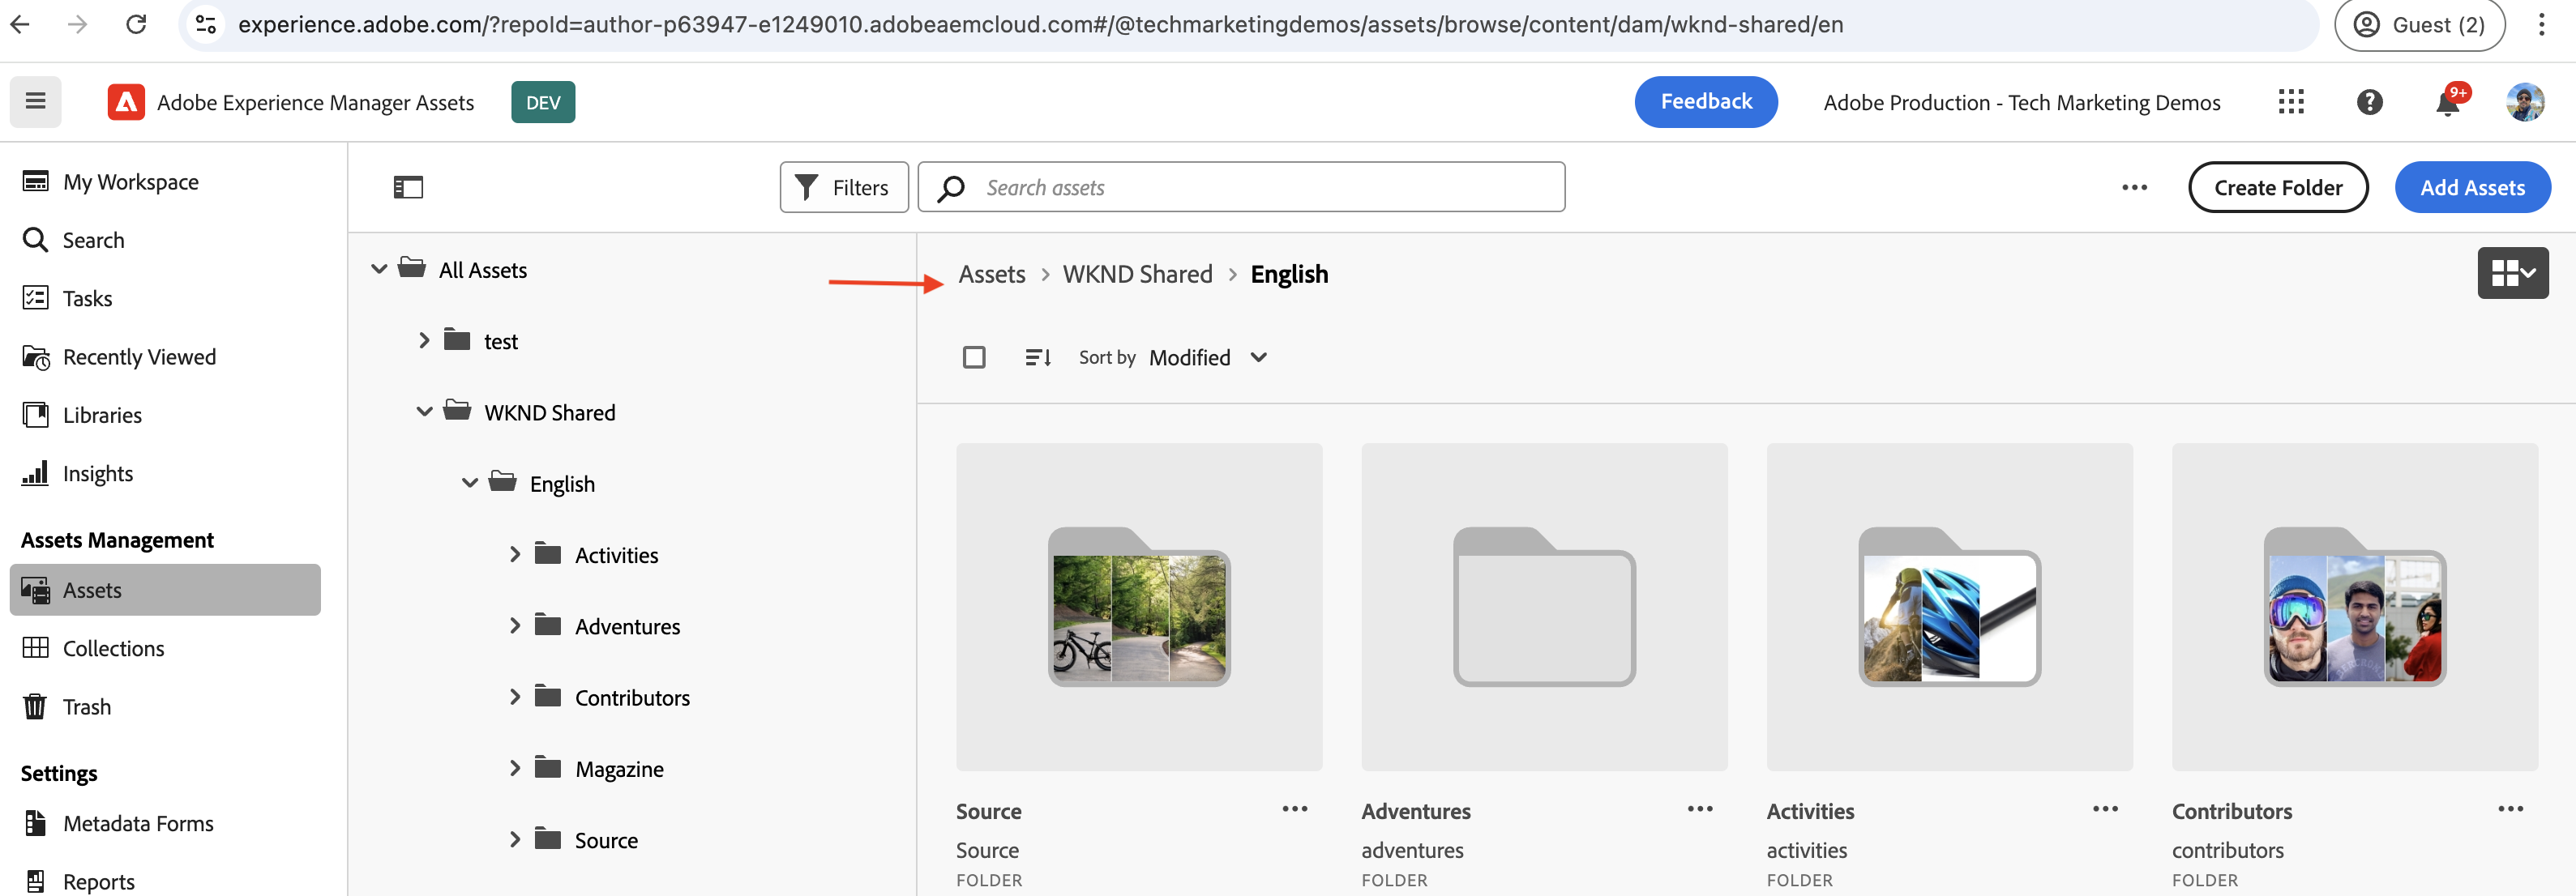 experience.adobe.com/?repoId=author-p63947-e1249010.adobeaemcloud.com#/@techmarketingdemos/assets/browse/content/dam/wknd-shared/en
Guest (2)
Adobe Experience Manager Assets
DEV
Feedback
Adobe Production - Tech Marketing Demos
9+
My Workspace
Search
Tasks
Recently Viewed
Libraries
Insights
Assets Management
Assets
Collections
Trash
Settings
Metadata Forms
Reports
Filters
Search assets
Create Folder
Add Assets
All Assets
test
WKND Shared
English
Activities
Adventures
Contributors
Magazine
Source
Assets > WKND Shared > English
Sort by Modified
Source
Source
FOLDER
Adventures
adventures
FOLDER
Activities
activities
FOLDER
Contributors
contributors
FOLDER